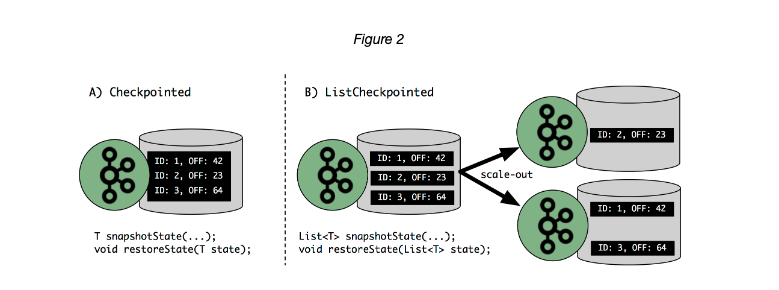 Figure 2
A) Checkpointed
ID: 1, OFF: 42
ID: 2, OFF: 23
ID: 3, OFF: 64
T snapshotState(...);
void restoreState(T state);
B) ListCheckpointed
ID: 1, OFF: 42
ID: 2, OFF: 23
ID: 3, OFF: 64
List<T> snapshotState(...);
void restoreState(List<T> state);
scale-out
ID: 2, OFF: 23
ID: 1, OFF: 42
ID: 3, OFF: 64